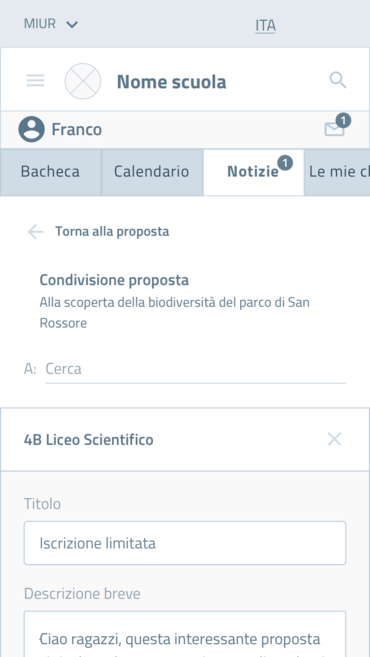 MIUR
ITA
Nome scuola
1
Franco
Bacheca
Calendario
Notizie
1
Le mie
Torna alla proposta
Condivisione proposta
Alla scoperta della biodiversità del parco di San
Rossore
A: Cerca
4B Liceo Scientifico
Titolo
Iscrizione limitata
Descrizione breve
Ciao ragazzi, questa interessante proposta